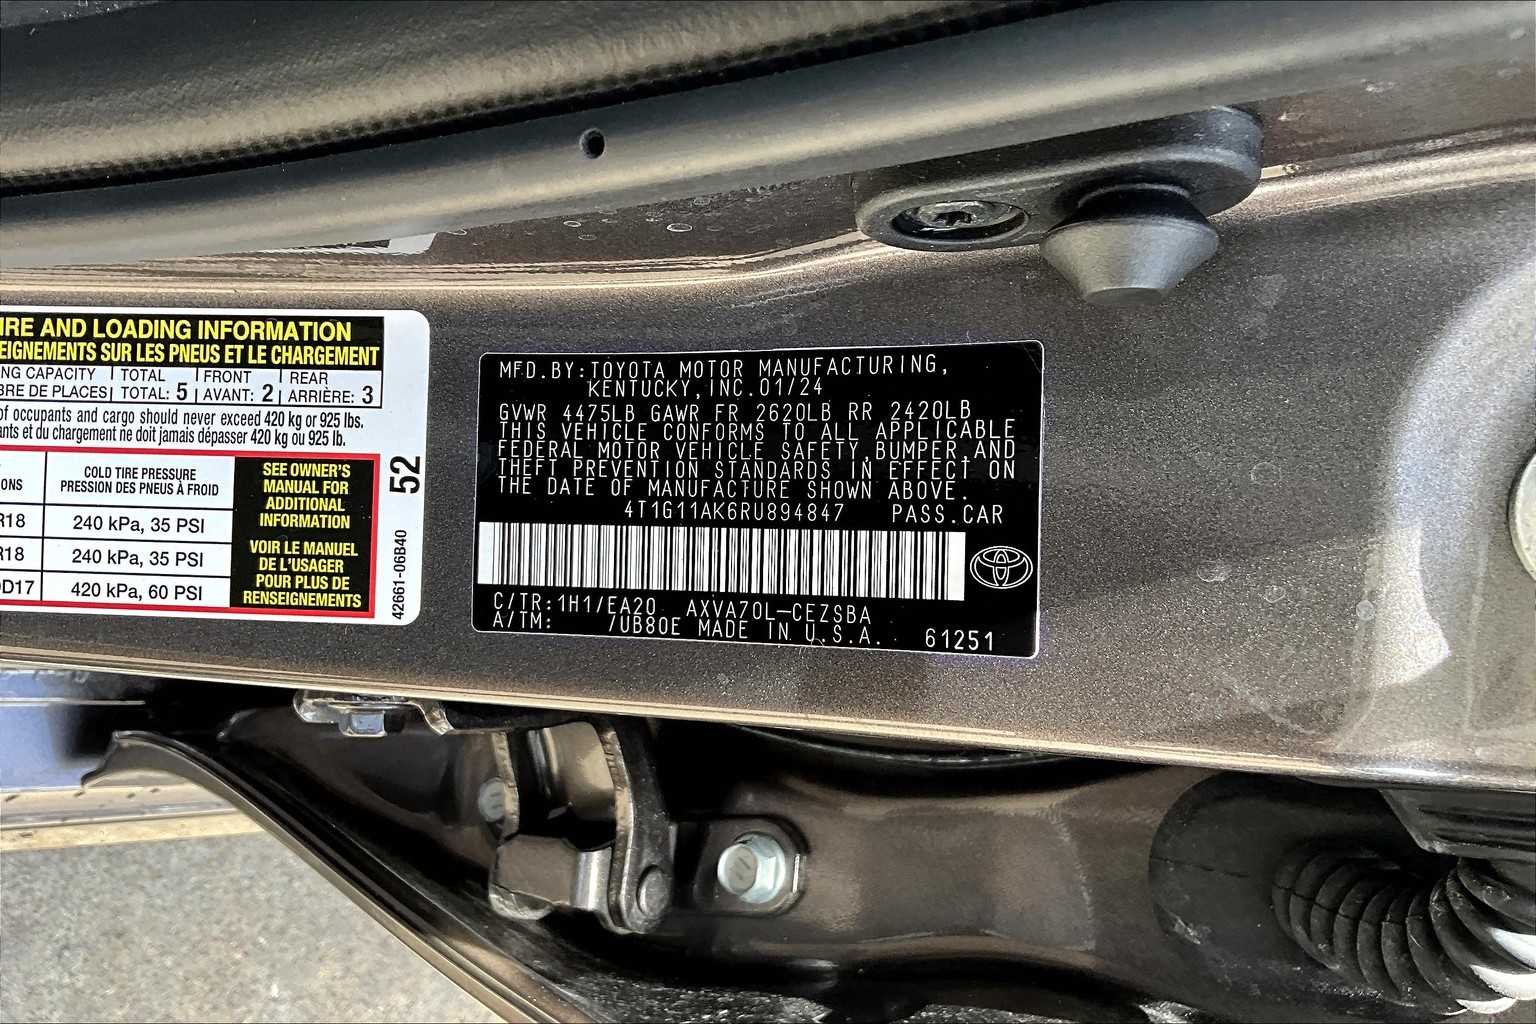 IRE AND LOADING INFORMATION
EIGNEMENTS SUR LES PNEUS ET LE CHARGEMENT
NG CAPACITY TOTAL FRONT REAR
BRE DE PLACES TOTAL: 5 AVANT: 2 ARRIÈRE: 3
of occupants and cargo should never exceed 420 kg or 925 lbs.
ants et du chargement ne doit jamais dépasser 420 kg ou 925 lb.
COLD TIRE PRESSURE
ONS PRESSION DES PNEUS À FROID
R18 240 kPa, 35 PSI
R18 240 kPa, 35 PSI
D17 420 kPa, 60 PSI
SEE OWNER'S
MANUAL FOR
ADDITIONAL
INFORMATION
VOIR LE MANUEL
DE L'USAGER
POUR PLUS DE
RENSEIGNEMENTS
52
42661-06B40
MFD.BY:TOYOTA MOTOR MANUFACTURING,
KENTUCKY,INC.01/24
GVWR 4475LB GAWR FR 2620LB RR 2420LB
THIS VEHICLE CONFORMS TO ALL APPLICABLE
FEDERAL MOTOR VEHICLE SAFETY,BUMPER,AND
THEFT PREVENTION STANDARDS IN EFFECT ON
THE DATE OF MANUFACTURE SHOWN ABOVE.
4T1G11AK6RU894847 PASS.CAR
C/TR:1H1/EA20 AXVA70L-CEZSBA
A/TM: /UB80E MADE IN U.S.A. 61251